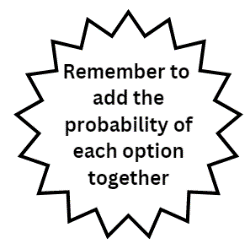 Remember to
add the
probability of
each option
together